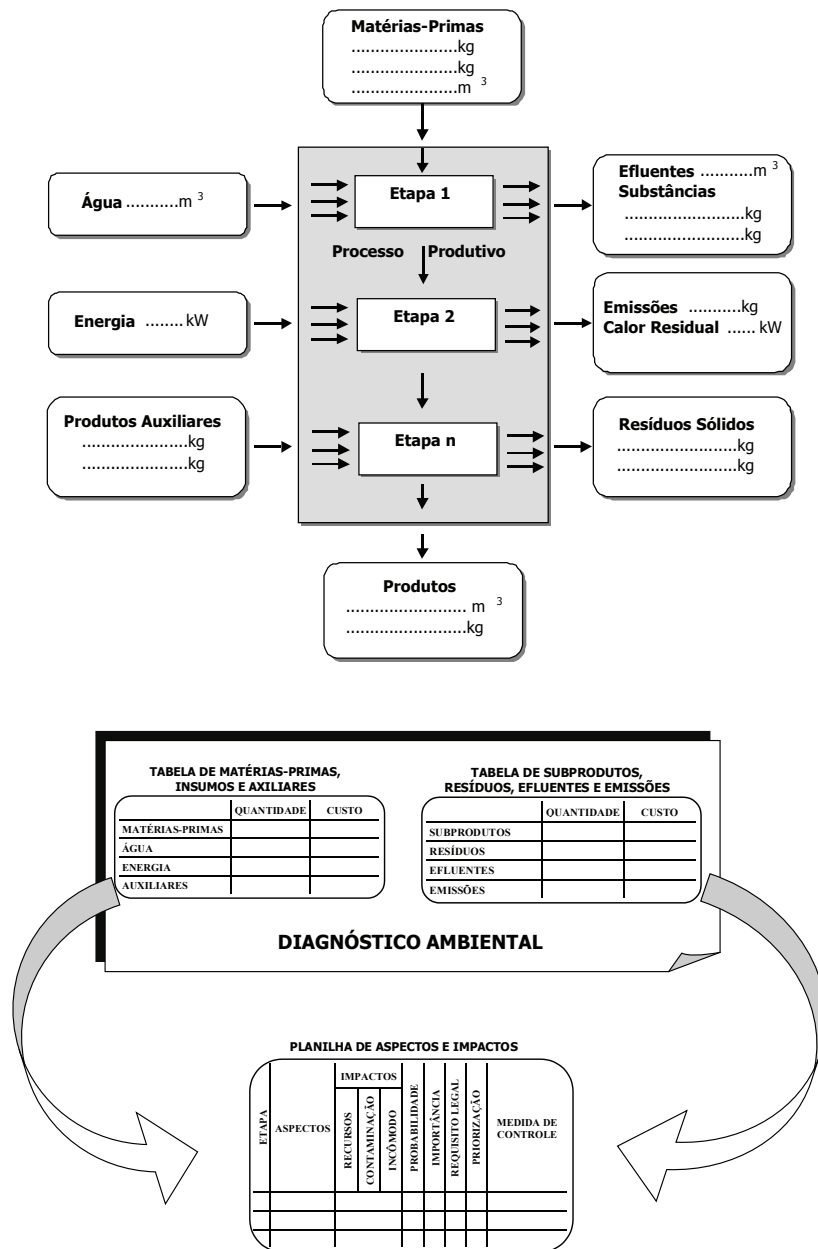 Matérias-Primas
......................kg
......................kg
......................m 3
Água ...........m 3
Etapa 1
Efluentes ...........m 3
Substâncias
.........................kg
.........................kg
Processo Produtivo
Energia ........ kW
Etapa 2
Emissões ...........kg
Calor Residual ...... kW
Produtos Auxiliares
......................kg
......................kg
Etapa n
Resíduos Sólidos
........................kg
........................kg
Produtos
......................... m 3
.........................kg
TABELA DE MATÉRIAS-PRIMAS,
INSUMOS E AXILIARES
QUANTIDADE CUSTO
MATÉRIAS-PRIMAS
ÁGUA
ENERGIA
AUXILIARES
TABELA DE SUBPRODUTOS,
RESÍDUOS, EFLUENTES E EMISSÕES
QUANTIDADE CUSTO
SUBPRODUTOS
RESÍDUOS
EFLUENTES
EMISSÕES
DIAGNÓSTICO AMBIENTAL
PLANILHA DE ASPECTOS E IMPACTOS
ETAPA
ASPECTOS
IMPACTOS
RECURSOS
CONTAMINAÇÃO
INCÔMODO
PROBABILIDADE
IMPORTÂNCIA
REQUISITO LEGAL
PRIORIZAÇÃO
MEDIDA DE
CONTROLE